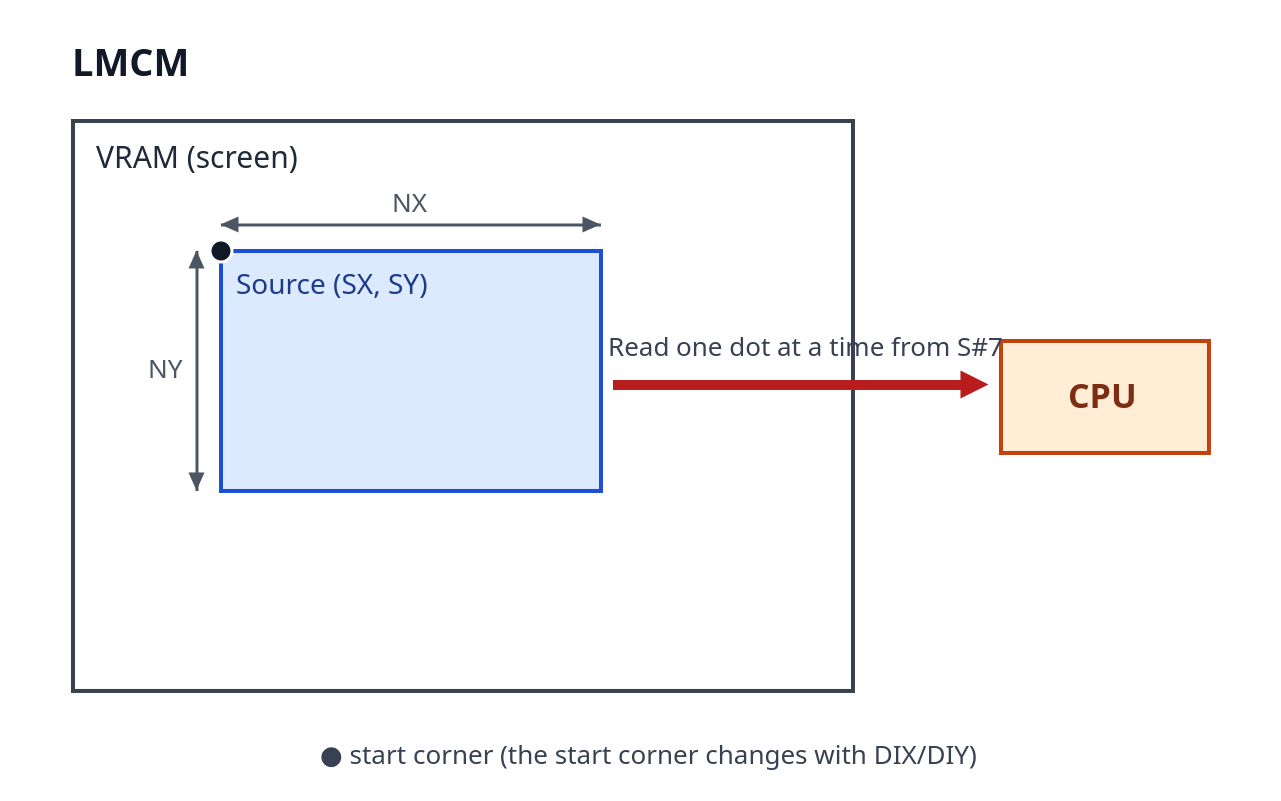 LMCM
VRAM (screen)
NX
Source (SX, SY)
NY
Read one dot at a time from S#7
CPU
● start corner (the start corner changes with DIX/DIY)